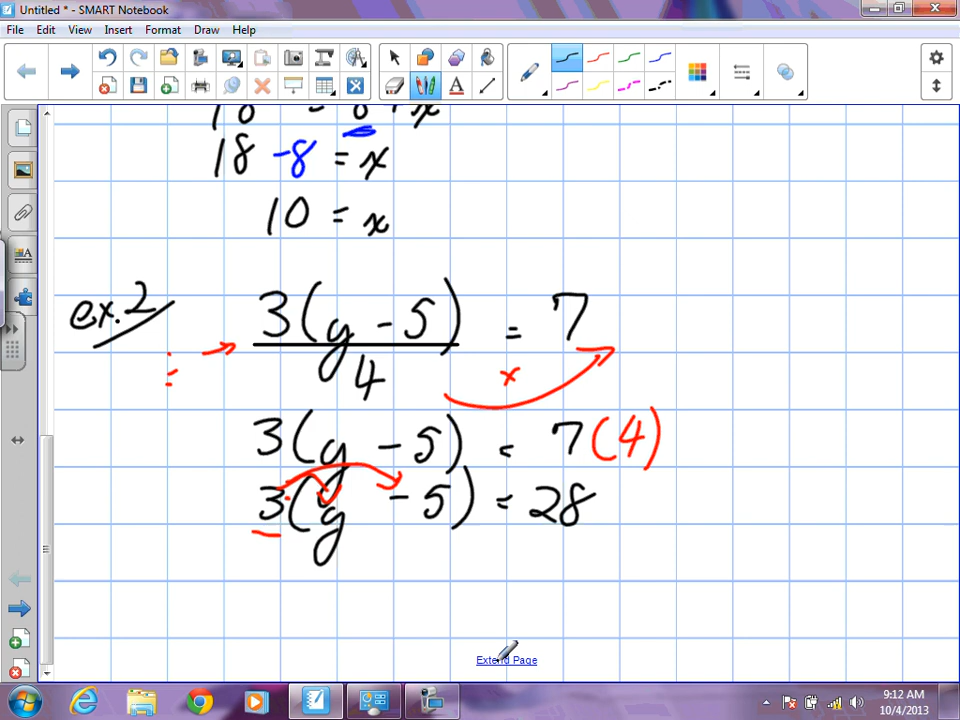 Untitled * - SMART Notebook
File Edit View Insert Format Draw Help
18 - 8 = x
10 = x
ex. 2 3(y - 5) = 7
4
3(y - 5) = 7(4)
3(y - 5) = 28
Extend Page
9:12 AM
10/4/2013